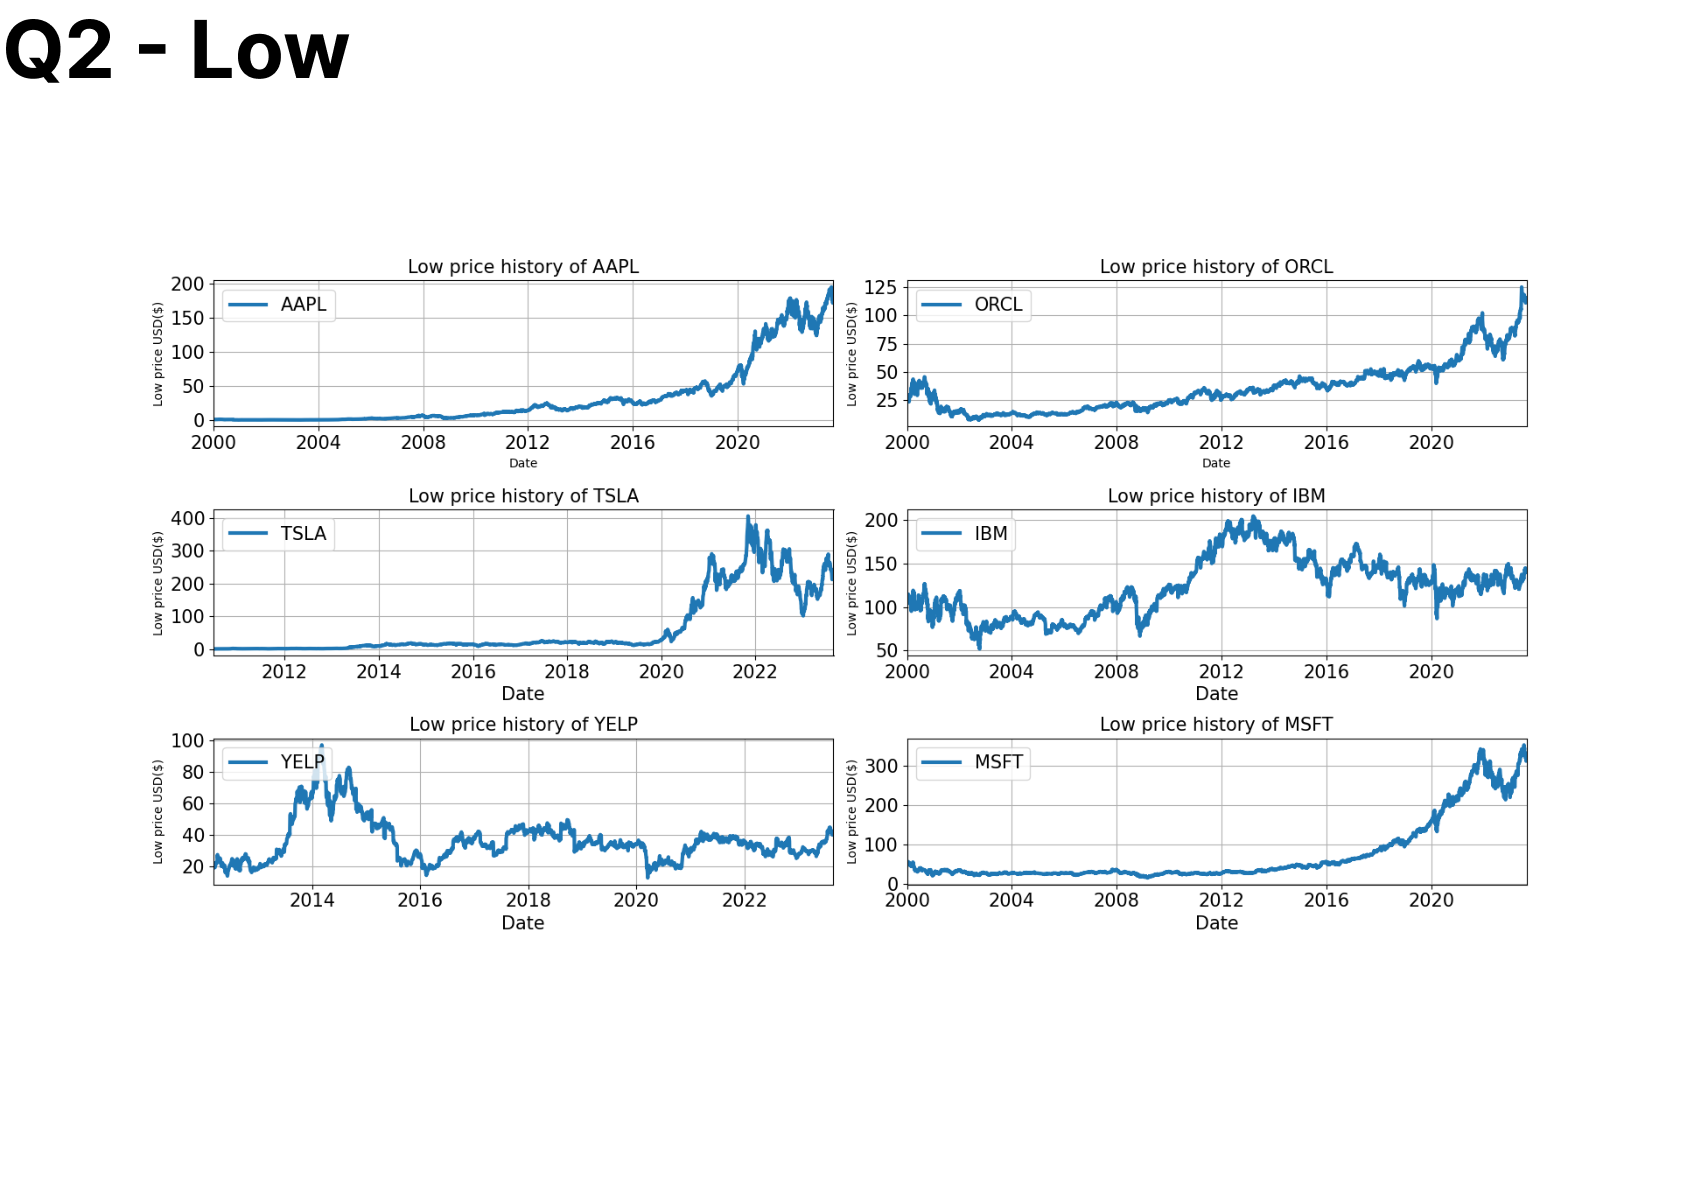 Q2 - Low
Low price history of AAPL
Low price USD($)
200
150
100
50
0
AAPL
2000 2004 2008 2012 2016 2020
Date
Low price history of ORCL
Low price USD($)
125
100
75
50
25
ORCL
2000 2004 2008 2012 2016 2020
Date
Low price history of TSLA
Low price USD($)
400
300
200
100
0
TSLA
2012 2014 2016 2018 2020 2022
Date
Low price history of IBM
Low price USD($)
200
150
100
50
IBM
2000 2004 2008 2012 2016 2020
Date
Low price history of YELP
Low price USD($)
100
80
60
40
20
YELP
2014 2016 2018 2020 2022
Date
Low price history of MSFT
Low price USD($)
300
200
100
0
MSFT
2000 2004 2008 2012 2016 2020
Date